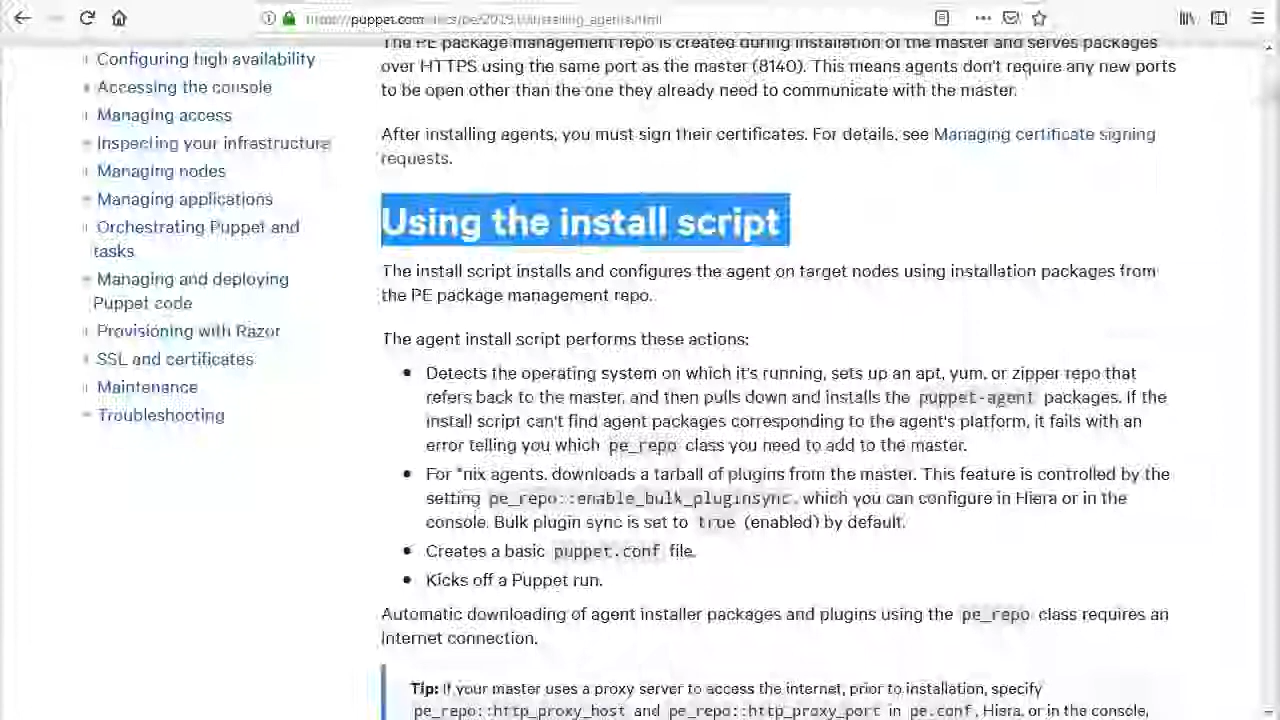 https://puppet.com/docs/pe/2019.0/installing_agents.html
Configuring high availability
Accessing the console
Managing access
Inspecting your infrastructure
Managing nodes
Managing applications
Orchestrating Puppet and
tasks
Managing and deploying
Puppet code
Provisioning with Razor
SSL and certificates
Maintenance
Troubleshooting
The PE package management repo is created during installation of the master and serves packages
over HTTPS using the same port as the master (8140). This means agents don't require any new ports
to be open other than the one they already need to communicate with the master.
After installing agents, you must sign their certificates. For details, see Managing certificate signing
requests.
Using the install script
The install script installs and configures the agent on target nodes using installation packages from
the PE package management repo.
The agent install script performs these actions:
Detects the operating system on which it's running, sets up an apt, yum, or zipper repo that
refers back to the master, and then pulls down and installs the puppet-agent packages. If the
install script can't find agent packages corresponding to the agent's platform, it fails with an
error telling you which pe_repo class you need to add to the master.
For *nix agents, downloads a tarball of plugins from the master. This feature is controlled by the
setting pe_repo::enable_bulk_pluginsync, which you can configure in Hiera or in the
console. Bulk plugin sync is set to true (enabled) by default.
Creates a basic puppet.conf file.
Kicks off a Puppet run.
Automatic downloading of agent installer packages and plugins using the pe_repo class requires an
internet connection.
Tip: If your master uses a proxy server to access the internet, prior to installation, specify
pe_repo::http_proxy_host and pe_repo::http_proxy_port in pe.conf, Hiera, or in the console,